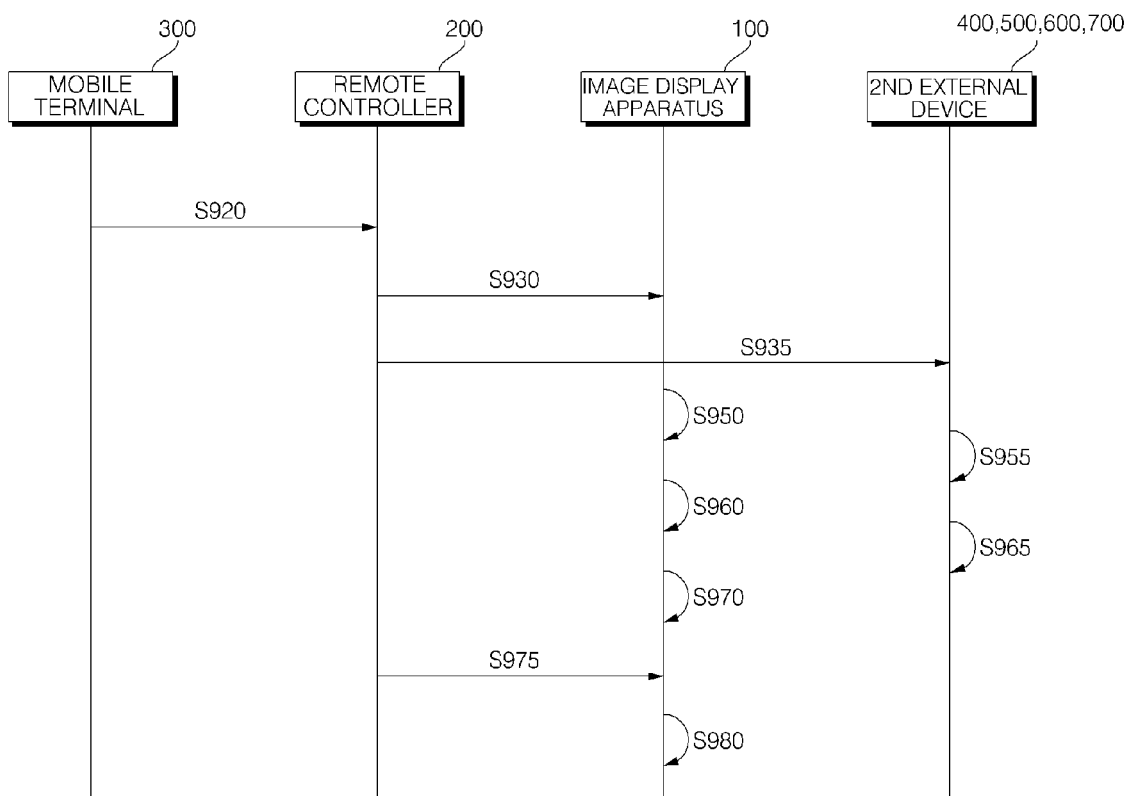 300
200
100
400,500,600,700
MOBILE
TERMINAL
REMOTE
CONTROLLER
IMAGE DISPLAY
APPARATUS
2ND EXTERNAL
DEVICE
S920
S930
S935
S950
S955
S960
S965
S970
S975
S980